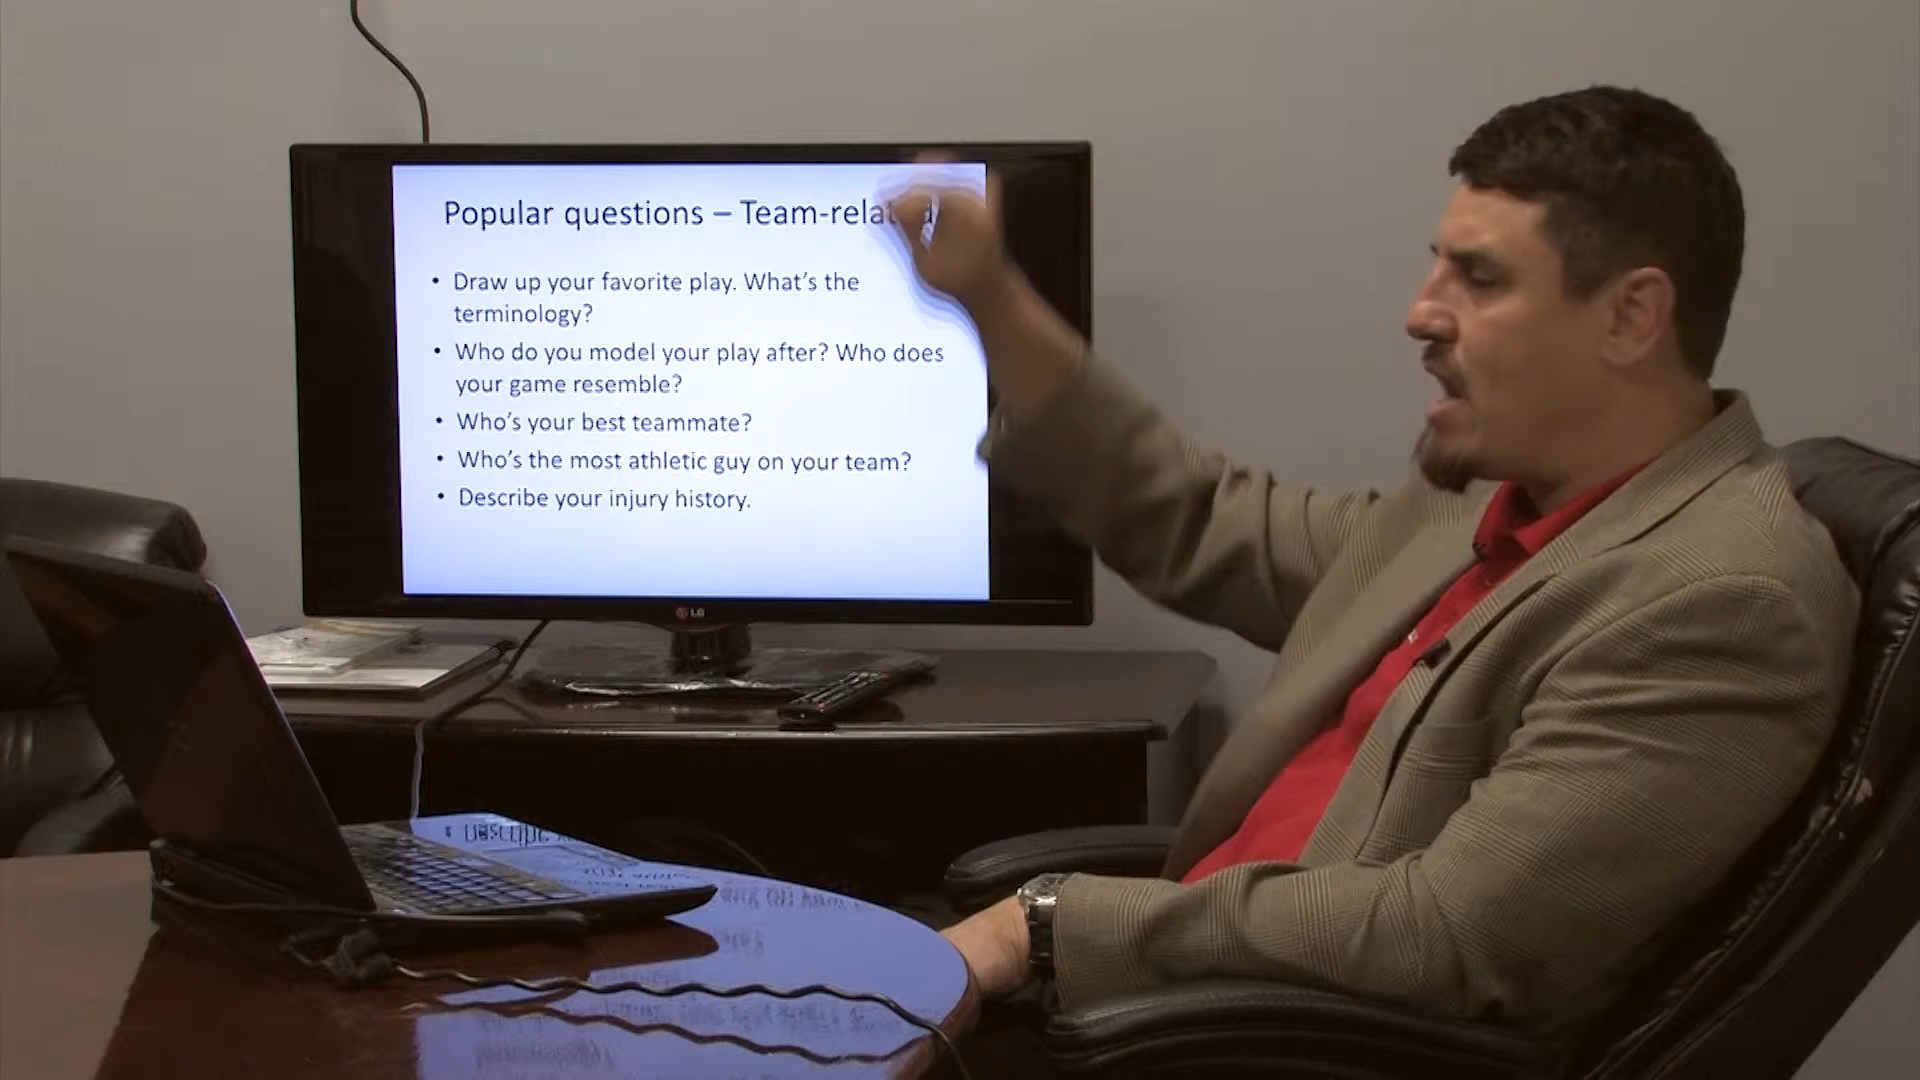 Popular questions – Team-related
• Draw up your favorite play. What's the
terminology?
• Who do you model your play after? Who does
your game resemble?
• Who's your best teammate?
• Who's the most athletic guy on your team?
• Describe your injury history.
LG